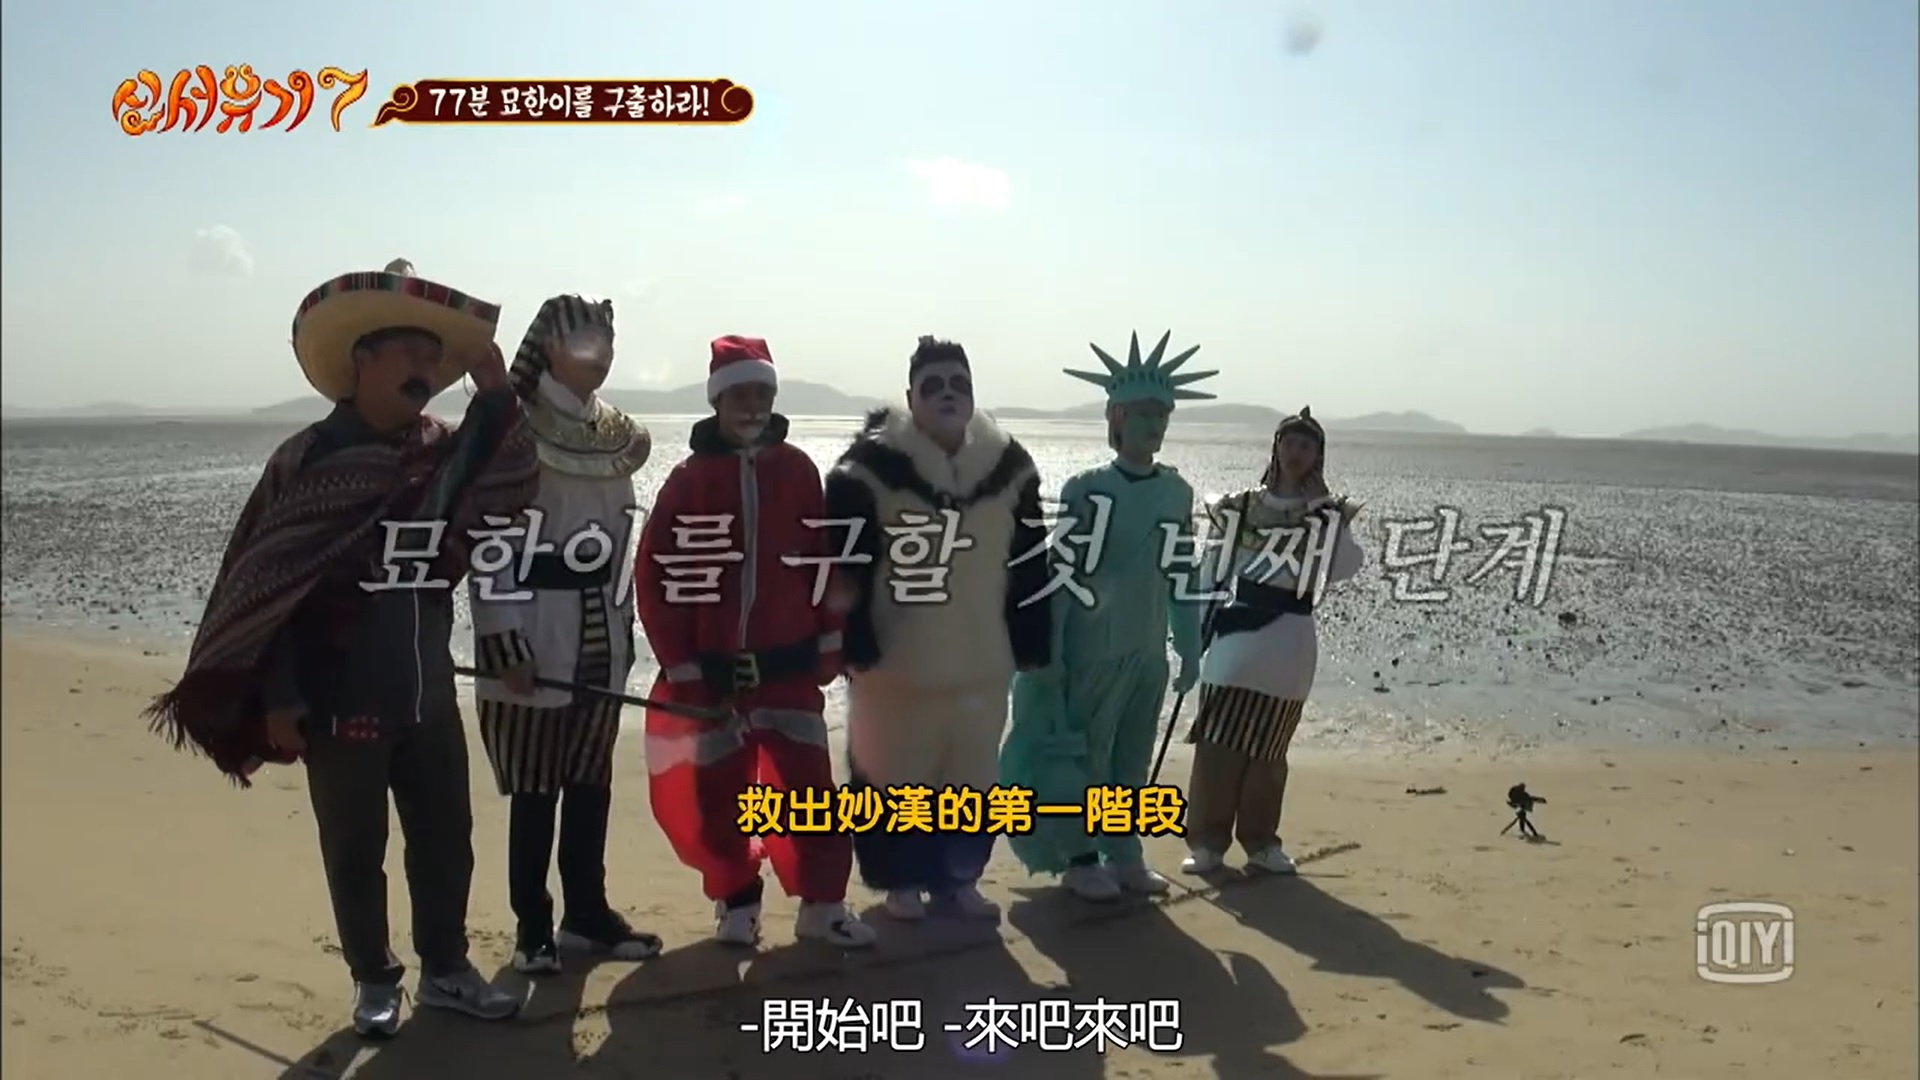 신서유기7
77분 묘한이를 구출하라!
묘한이를 구할 첫 번째 단계
救出妙漢的第一階段
iQIYI
-開始吧 -來吧來吧